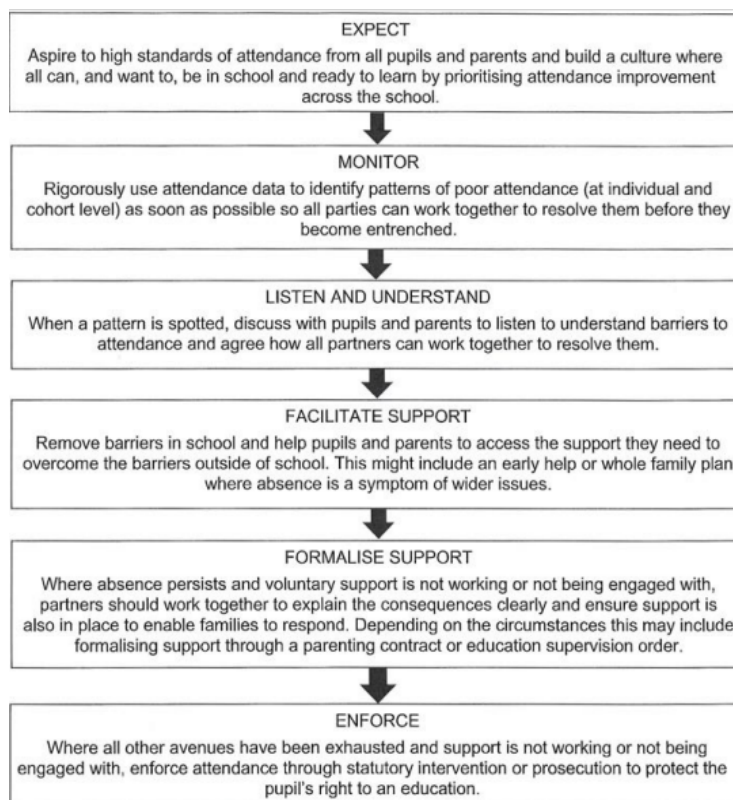 EXPECT
Aspire to high standards of attendance from all pupils and parents and build a culture where
all can, and want to, be in school and ready to learn by prioritising attendance improvement
across the school.
MONITOR
Rigorously use attendance data to identify patterns of poor attendance (at individual and
cohort level) as soon as possible so all parties can work together to resolve them before they
become entrenched.
LISTEN AND UNDERSTAND
When a pattern is spotted, discuss with pupils and parents to listen to understand barriers to
attendance and agree how all partners can work together to resolve them.
FACILITATE SUPPORT
Remove barriers in school and help pupils and parents to access the support they need to
overcome the barriers outside of school. This might include an early help or whole family plan
where absence is a symptom of wider issues.
FORMALISE SUPPORT
Where absence persists and voluntary support is not working or not being engaged with,
partners should work together to explain the consequences clearly and ensure support is
also in place to enable families to respond. Depending on the circumstances this may include
formalising support through a parenting contract or education supervision order.
ENFORCE
Where all other avenues have been exhausted and support is not working or not being
engaged with, enforce attendance through statutory intervention or prosecution to protect the
pupil's right to an education.